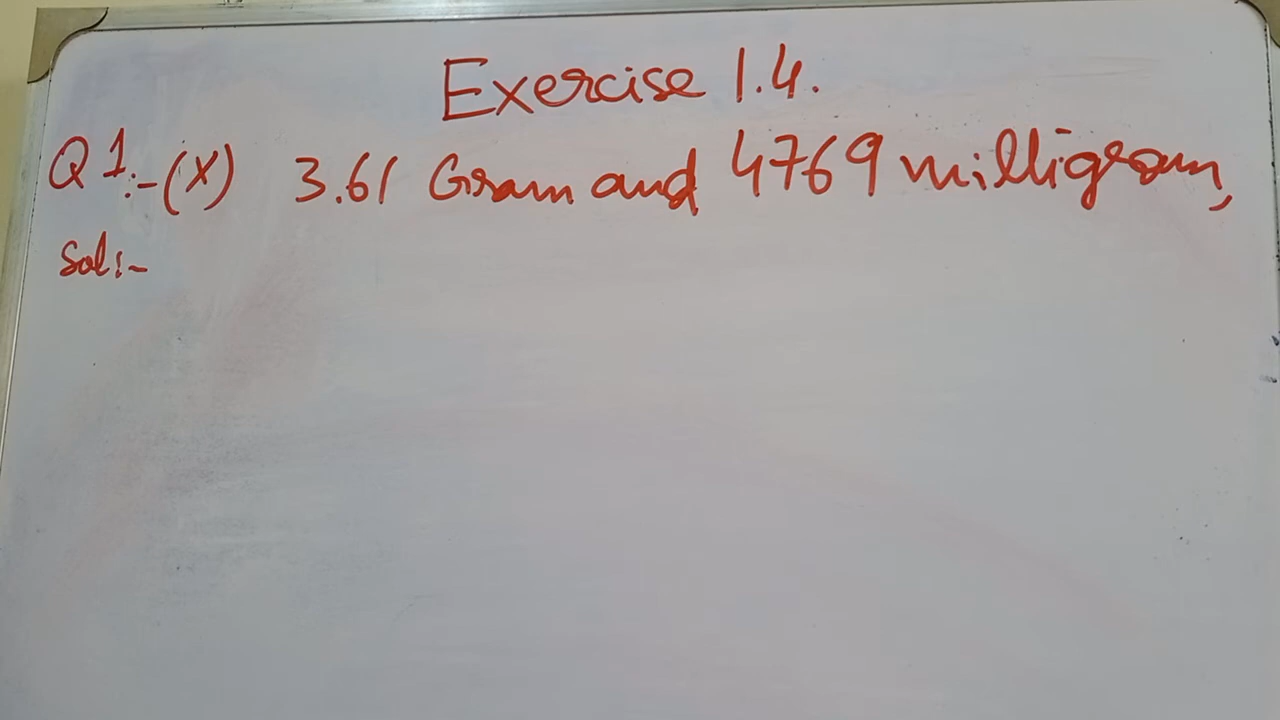 Exercise 1.4.
Q1:-(X) 3.61 Gram and 4769 milligram,
Sol:-